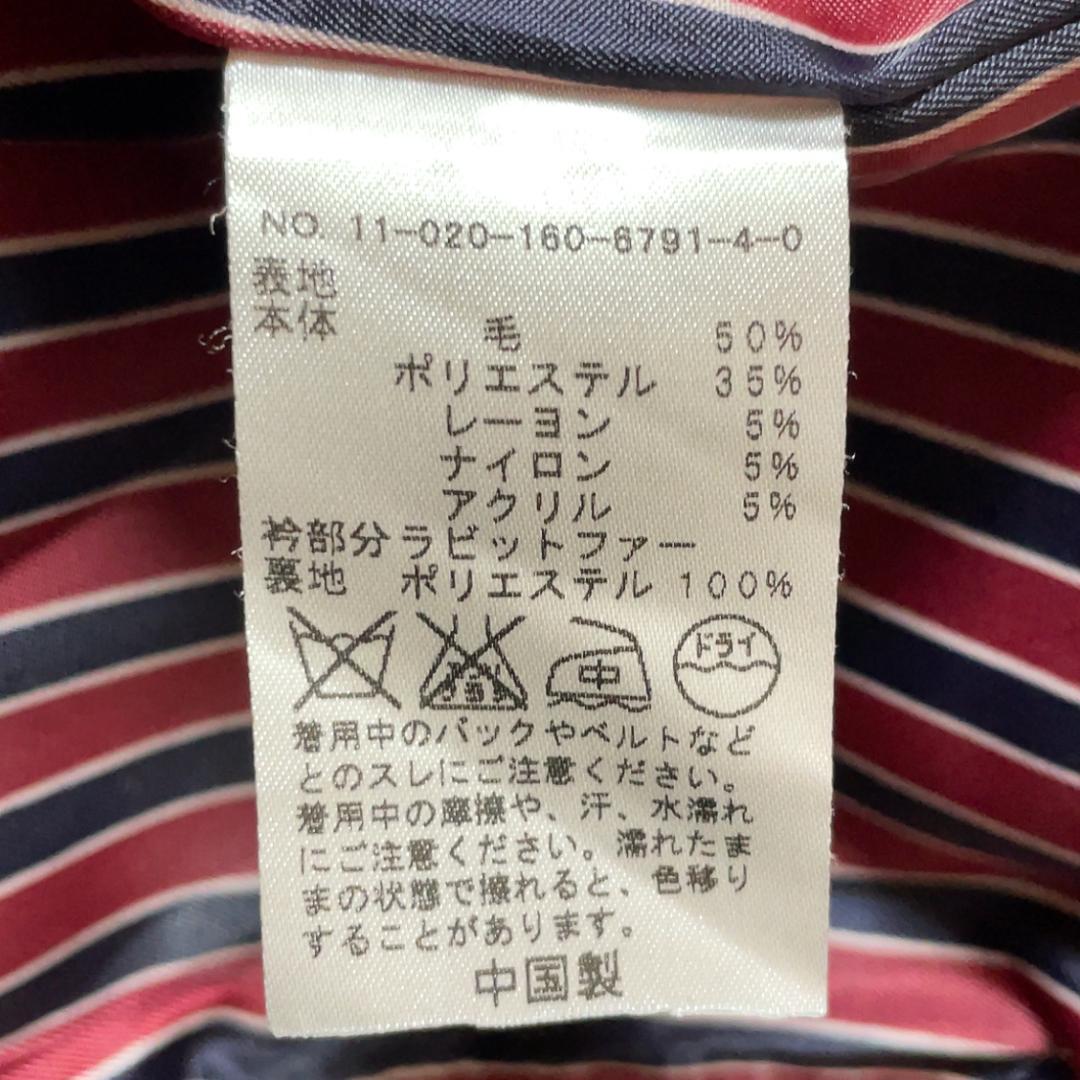 NO. 11-020-160-6791-4-0
表地
本体
毛 50%
ポリエステル 35%
レーヨン 5%
ナイロン 5%
アクリル 5%
衿部分 ラビットファー
裏地 ポリエステル 100%
中 ドライ
着用中のバックやベルトなど
とのスレにご注意ください。
着用中の摩擦や、汗、水濡れ
にご注意ください。濡れたま
まの状態で擦れると、色移り
することがあります。
中国製